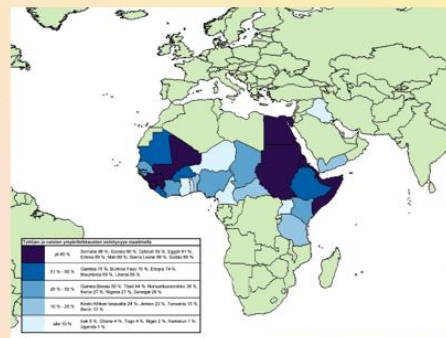 Tyttöjen ja naisten ympärileikkausten esiintyvyys maailmalla
yli 80 % Somalia 98 %, Guinea 96 %, Djibouti 93 %, Egypti 91 %,
Eritrea 89 %, Mali 89 %, Sierra Leone 88 %, Sudan 88 %
51 % - 80 % Gambia 76 %, Burkina Faso 76 %, Etiopia 74 %,
Mauritania 69 %, Liberia 66 %
26 % - 50 % Guinea-Bissau 50 %, Tšad 44 %, Norsunluurannikko 38 %,
Kenia 27 %, Nigeria 27 %, Senegal 26 %
10 % - 25 % Keski-Afrikan tasavalta 24 %, Jemen 23 %, Tansania 15 %,
Benin 13 %
alle 10 % Irak 8 %, Ghana 4 %, Togo 4 %, Niger 2 %, Kamerun 1 %,
Uganda 1 %